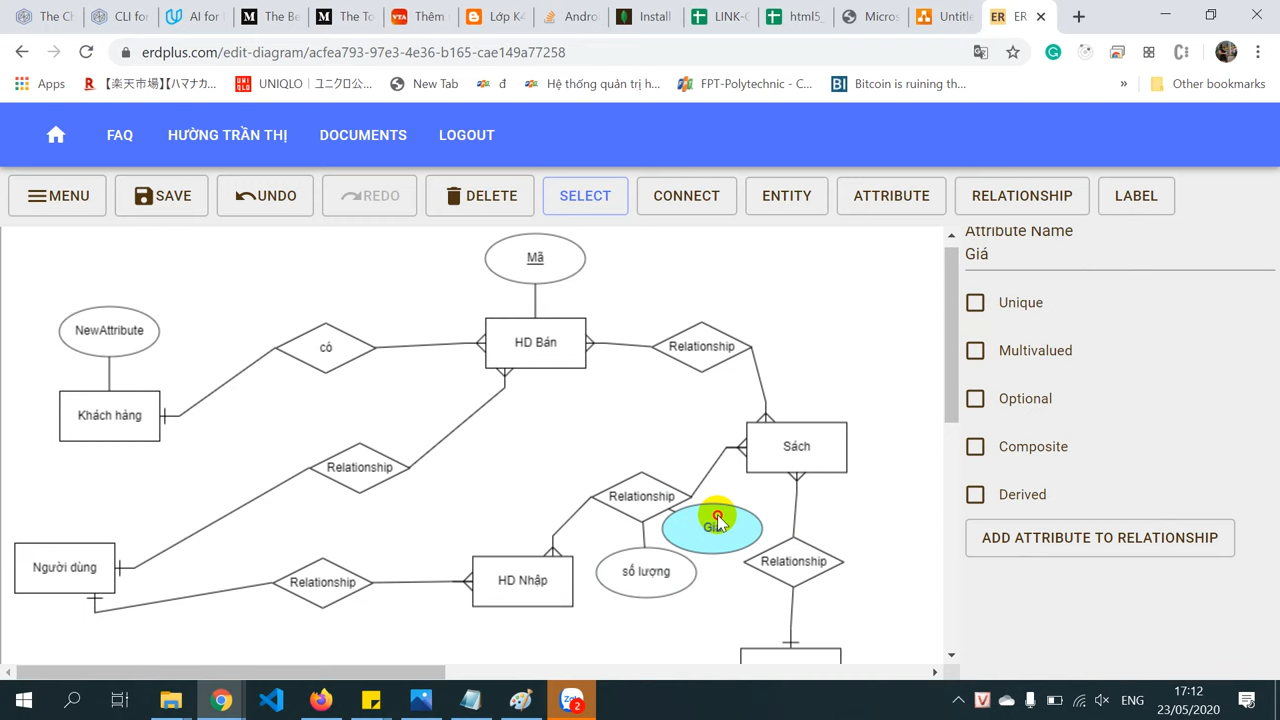 The Ch
CLI too
AI for
The Be
The To
Thêm
Lớp K4
Andro
Install
LINK-C
html5_
Micros
Untitle
ER
erdplus.com/edit-diagram/acfea793-97e3-4e36-b165-cae149a77258
Apps
【楽天市場】【ハマナカ...
UNIQLO｜ユニクロ...
New Tab
đ
Hệ thống quản trị h...
FPT-Polytechnic - C...
Bitcoin is ruining th...
»
Other bookmarks
FAQ
HƯỜNG TRẦN THỊ
DOCUMENTS
LOGOUT
MENU
SAVE
UNDO
REDO
DELETE
SELECT
CONNECT
ENTITY
ATTRIBUTE
RELATIONSHIP
LABEL
Mã
NewAttribute
có
HD Bán
Relationship
Khách hàng
Sách
Relationship
Relationship
Người dùng
Relationship
HD Nhập
số lượng
Relationship
Attribute Name
Giá
Unique
Multivalued
Optional
Composite
Derived
ADD ATTRIBUTE TO RELATIONSHIP
ENG
17:12
23/05/2020